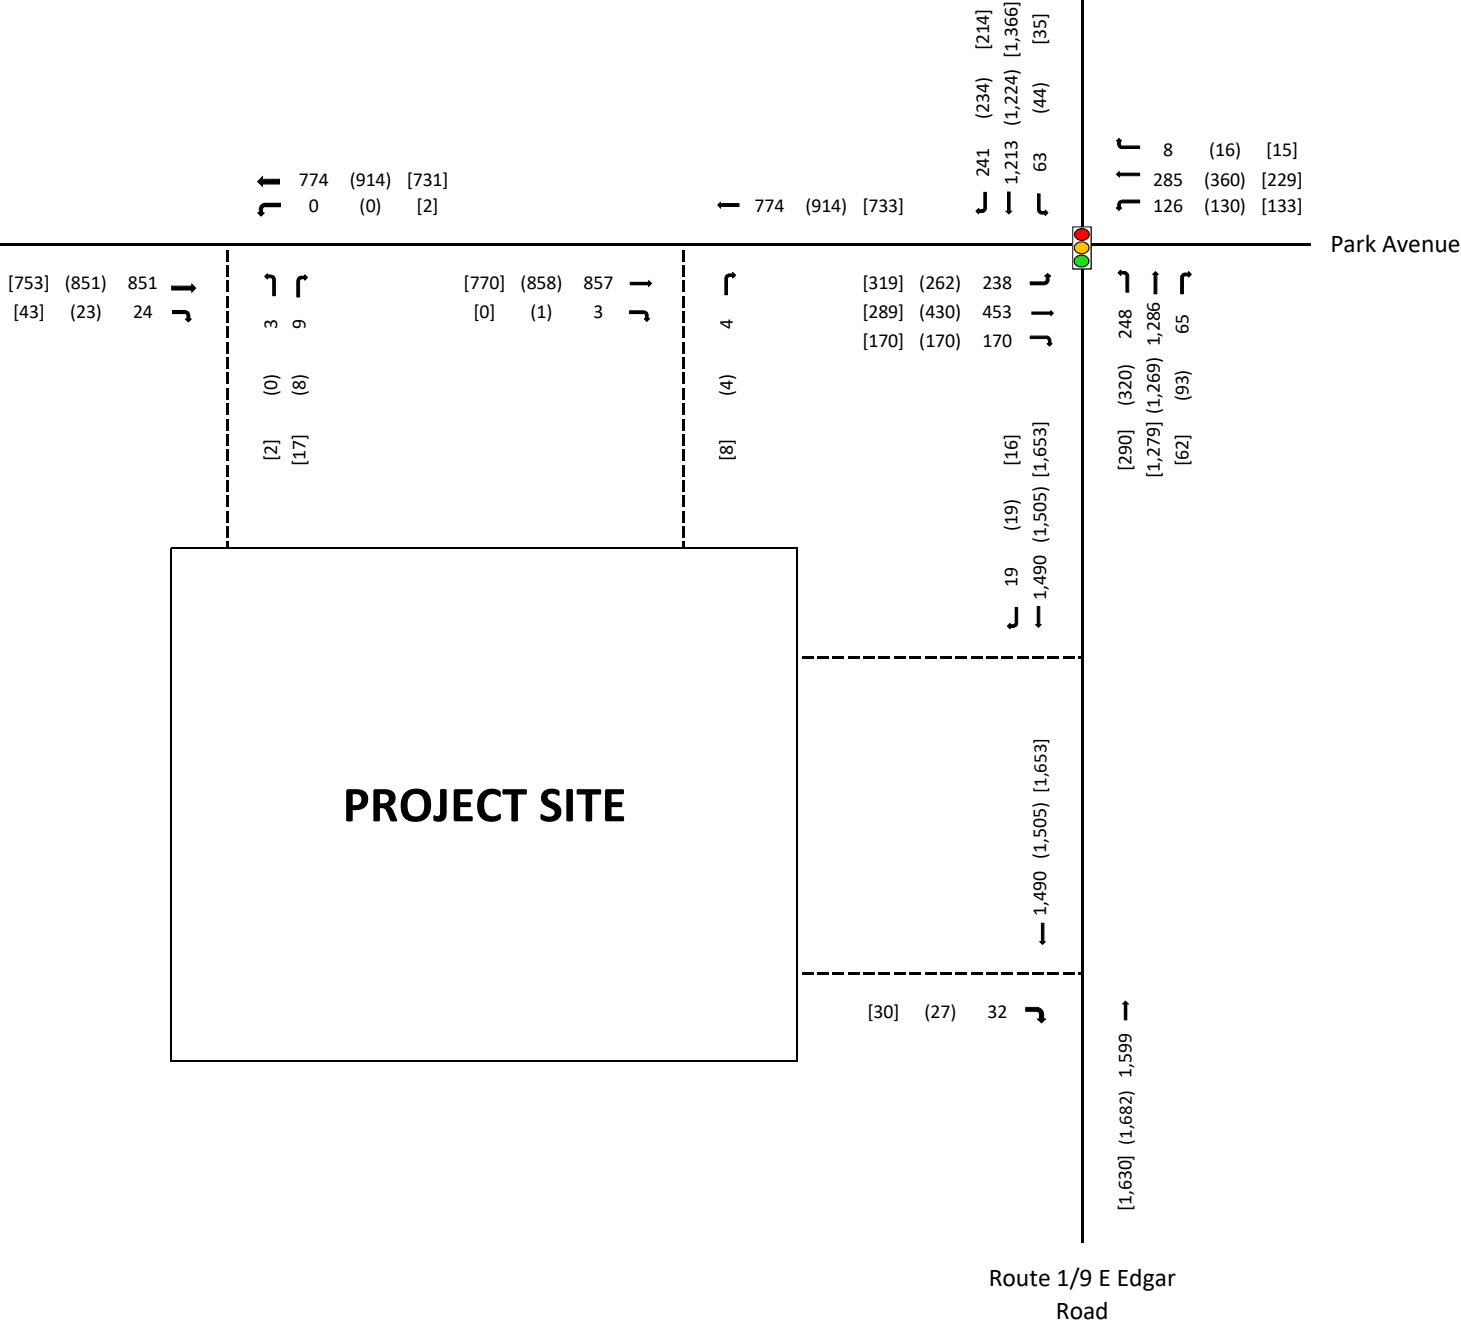 [214] [1,366] [35]
(234) (1,224) (44)
241 1,213 63
8 (16) [15]
285 (360) [229]
126 (130) [133]
774 (914) [731]
0 (0) [2]
774 (914) [733]
Park Avenue
[753] (851) 851
[43] (23) 24
3 9
(0) (8)
[2] [17]
[770] (858) 857
[0] (1) 3
4
(4)
[8]
[319] (262) 238
[289] (430) 453
[170] (170) 170
248 1,286 65
(320) (1,269) (93)
[290] [1,279] [62]
[16] [1,653]
(19) (1,505)
19 1,490
PROJECT SITE
1,490 (1,505) [1,653]
[30] (27) 32
[1,630] (1,682) 1,599
Route 1/9 E Edgar
Road